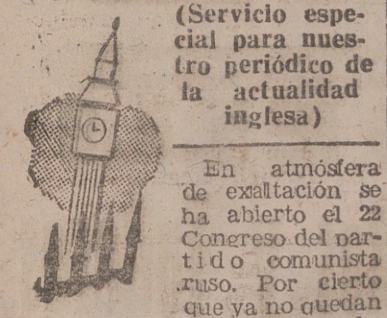 (Servicio espe-
cial para nues-
tro periódico de
la actualidad
inglesa)
En atmósfera
de exaltación se
ha abierto el 22
Congreso del par-
tido comunista
ruso. Por cierto
que ya no quedan